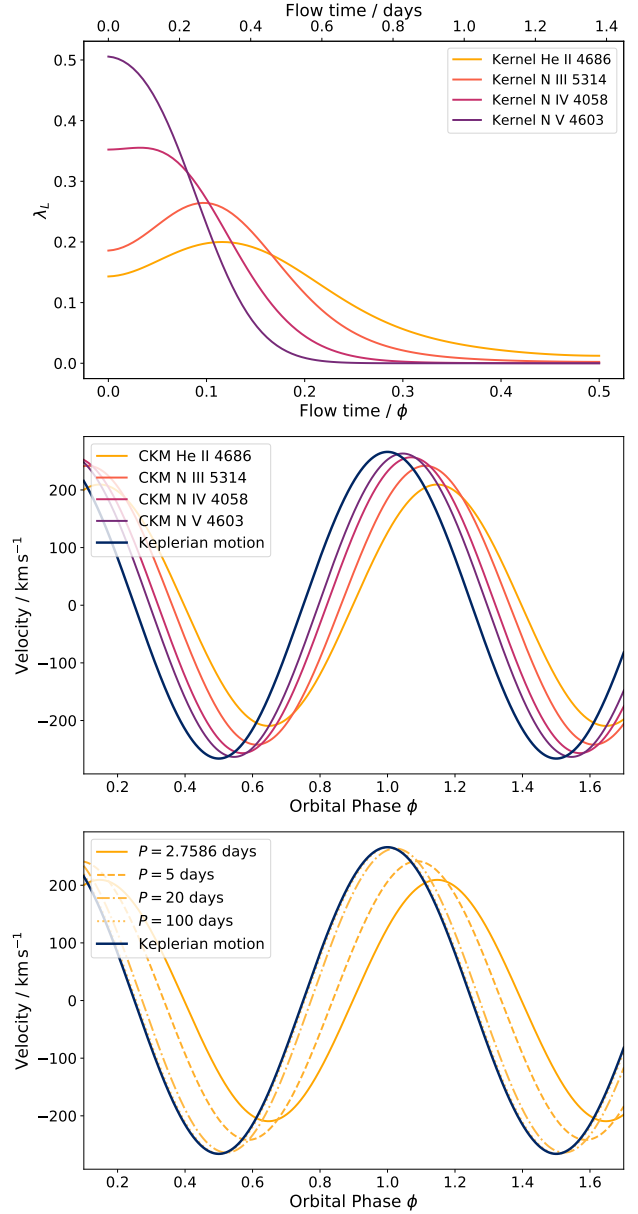 Flow time / days
0.0 0.2 0.4 0.6 0.8 1.0 1.2 1.4
0.5
0.4
0.3
0.2
0.1
0.0
λ_L
Kernel He II 4686
Kernel N III 5314
Kernel N IV 4058
Kernel N V 4603
0.0 0.1 0.2 0.3 0.4 0.5
Flow time / ϕ
200
100
0
−100
−200
Velocity / km s⁻¹
CKM He II 4686
CKM N III 5314
CKM N IV 4058
CKM N V 4603
Keplerian motion
0.2 0.4 0.6 0.8 1.0 1.2 1.4 1.6
Orbital Phase ϕ
200
100
0
−100
−200
Velocity / km s⁻¹
P = 2.7586 days
P = 5 days
P = 20 days
P = 100 days
Keplerian motion
0.2 0.4 0.6 0.8 1.0 1.2 1.4 1.6
Orbital Phase ϕ